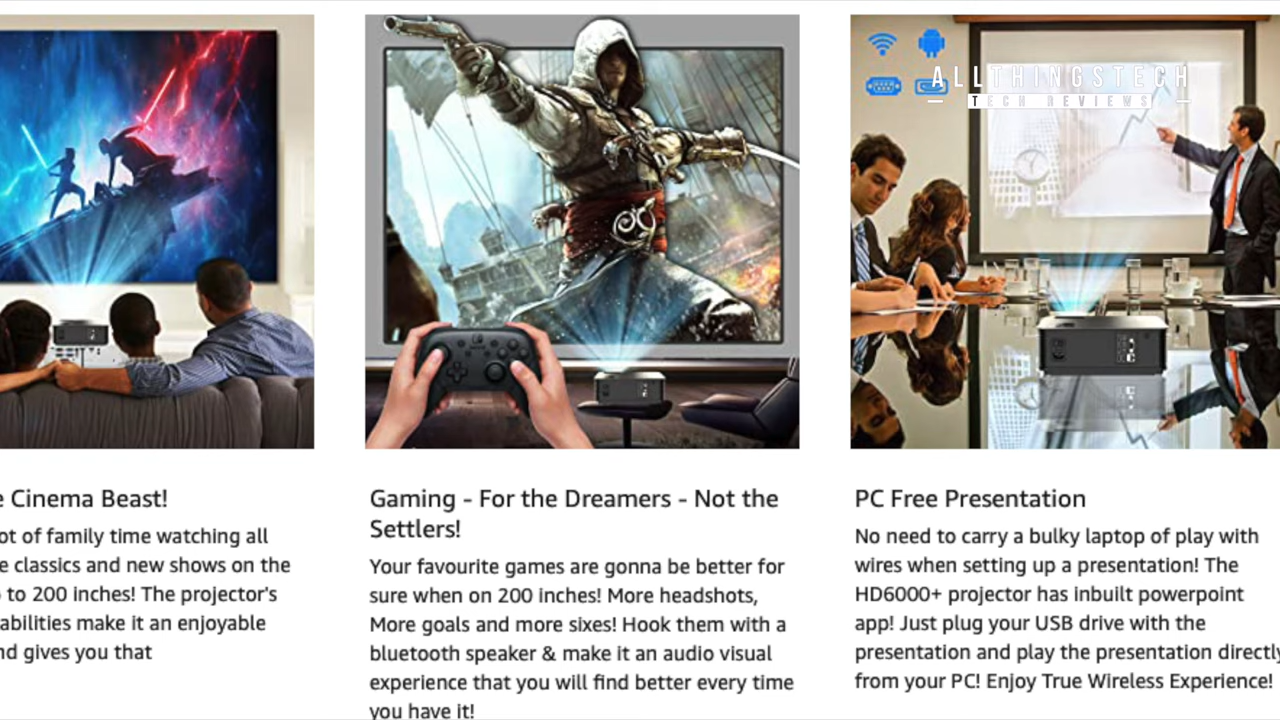 ALLTHINGSTECH
TECH REVIEWS
Cinema Beast!
of family time watching all
classics and new shows on the
to 200 inches! The projector's
make it an enjoyable
gives you that
Gaming - For the Dreamers - Not the
Settlers!
Your favourite games are gonna be better for
sure when on 200 inches! More headshots,
More goals and more sixes! Hook them with a
bluetooth speaker & make it an audio visual
experience that you will find better every time
you have it!
PC Free Presentation
No need to carry a bulky laptop of play with
wires when setting up a presentation! The
HD6000+ projector has inbuilt powerpoint
app! Just plug your USB drive with the
presentation and play the presentation directly
from your PC! Enjoy True Wireless Experience!